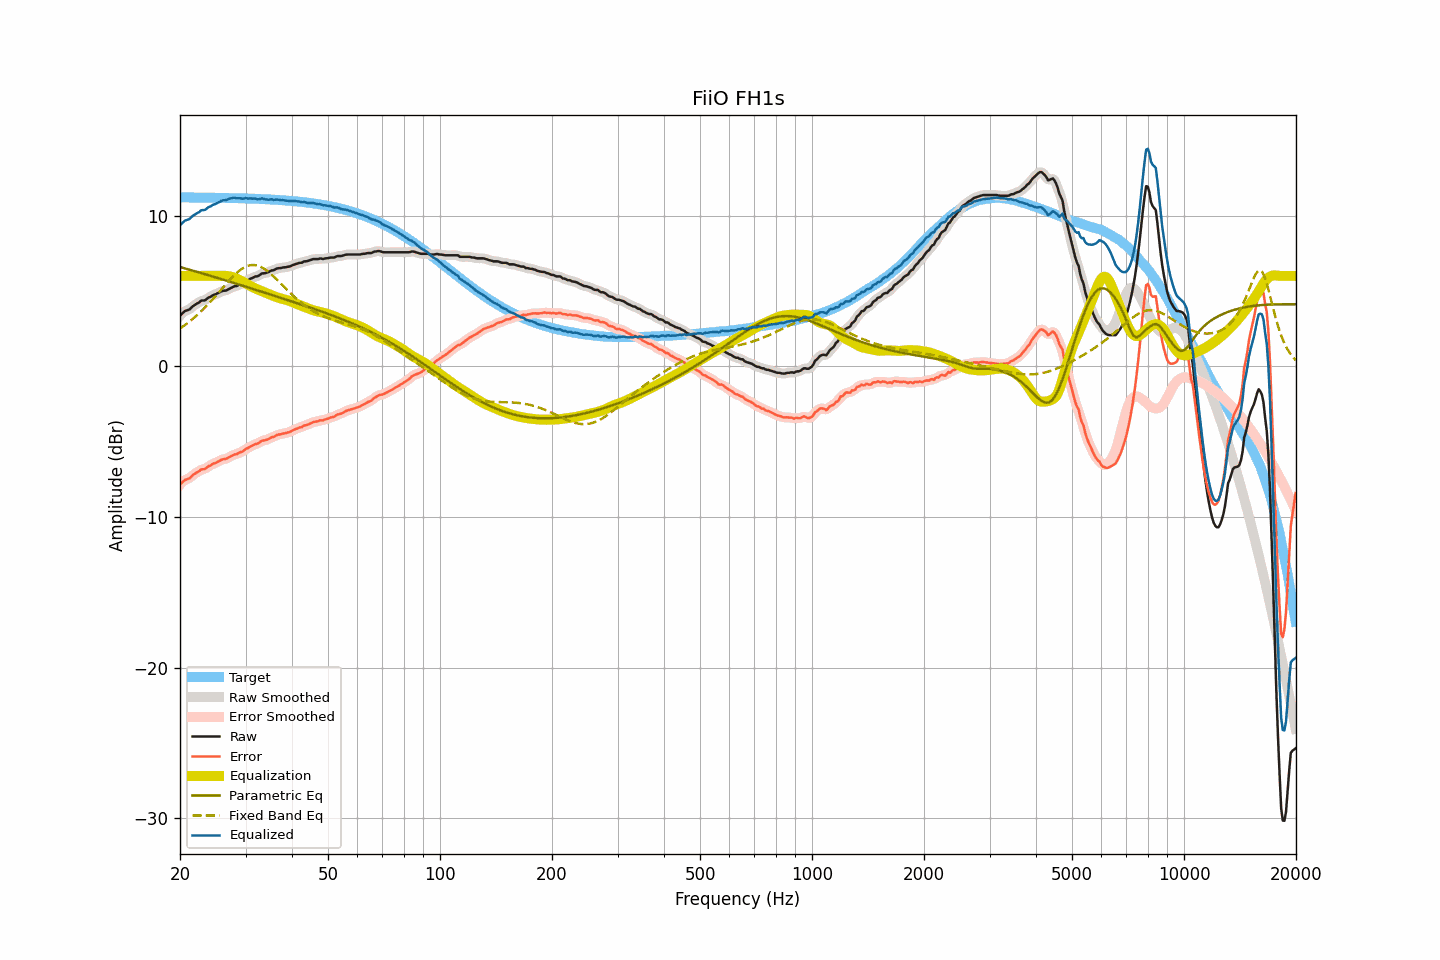 FiiO FH1s
10
0
−10
−20
−30
Amplitude (dBr)
Target
Raw Smoothed
Error Smoothed
Raw
Error
Equalization
Parametric Eq
Fixed Band Eq
Equalized
20 50 100 200 500 1000 2000 5000 10000 20000
Frequency (Hz)